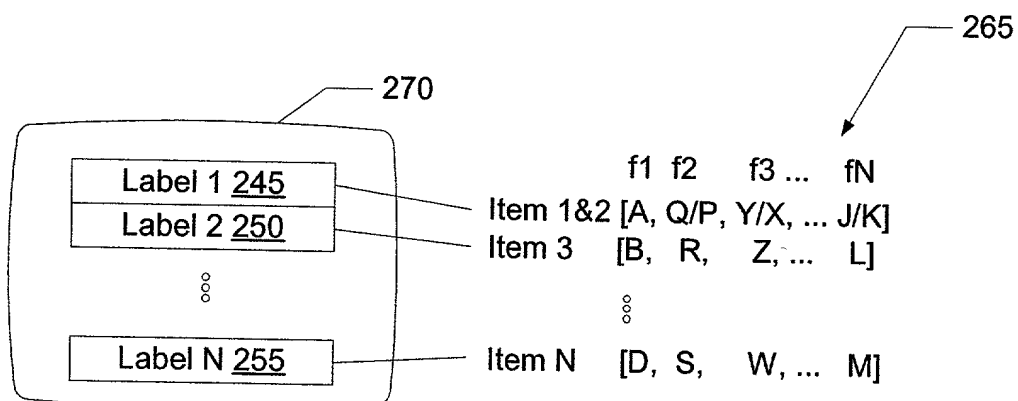 265
270
f1 f2 f3 ... fN
Label 1 245
Item 1&2 [A, Q/P, Y/X, ... J/K]
Label 2 250
Item 3 [B, R, Z, ... L]
Label N 255
Item N [D, S, W, ... M]